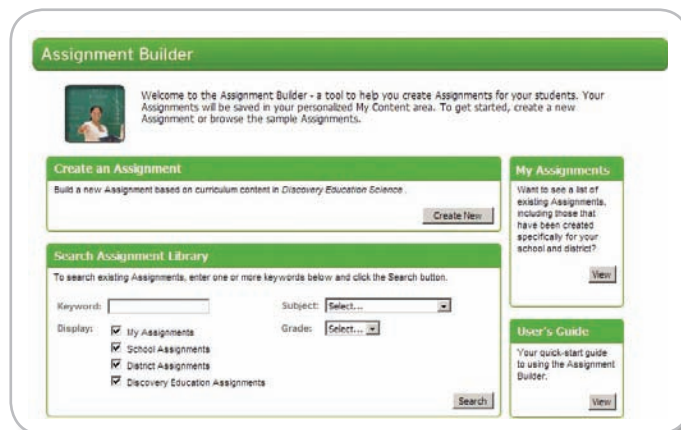 Assignment Builder
Welcome to the Assignment Builder - a tool to help you create Assignments for your students. Your
Assignments will be saved in your personalized My Content area. To get started, create a new
Assignment or browse the sample Assignments.
Create an Assignment
Build a new Assignment based on curriculum content in Discovery Education Science .
Create New
Search Assignment Library
To search existing Assignments, enter one or more keywords below and click the Search button.
Keyword:
Subject: Select...
Display:
My Assignments
Grade: Select...
School Assignments
District Assignments
Discovery Education Assignments
Search
My Assignments
Want to see a list of
existing Assignments,
including those that
have been created
specifically for your
school and district?
View
User's Guide
Your quick-start guide
to using the Assignment
Builder.
View